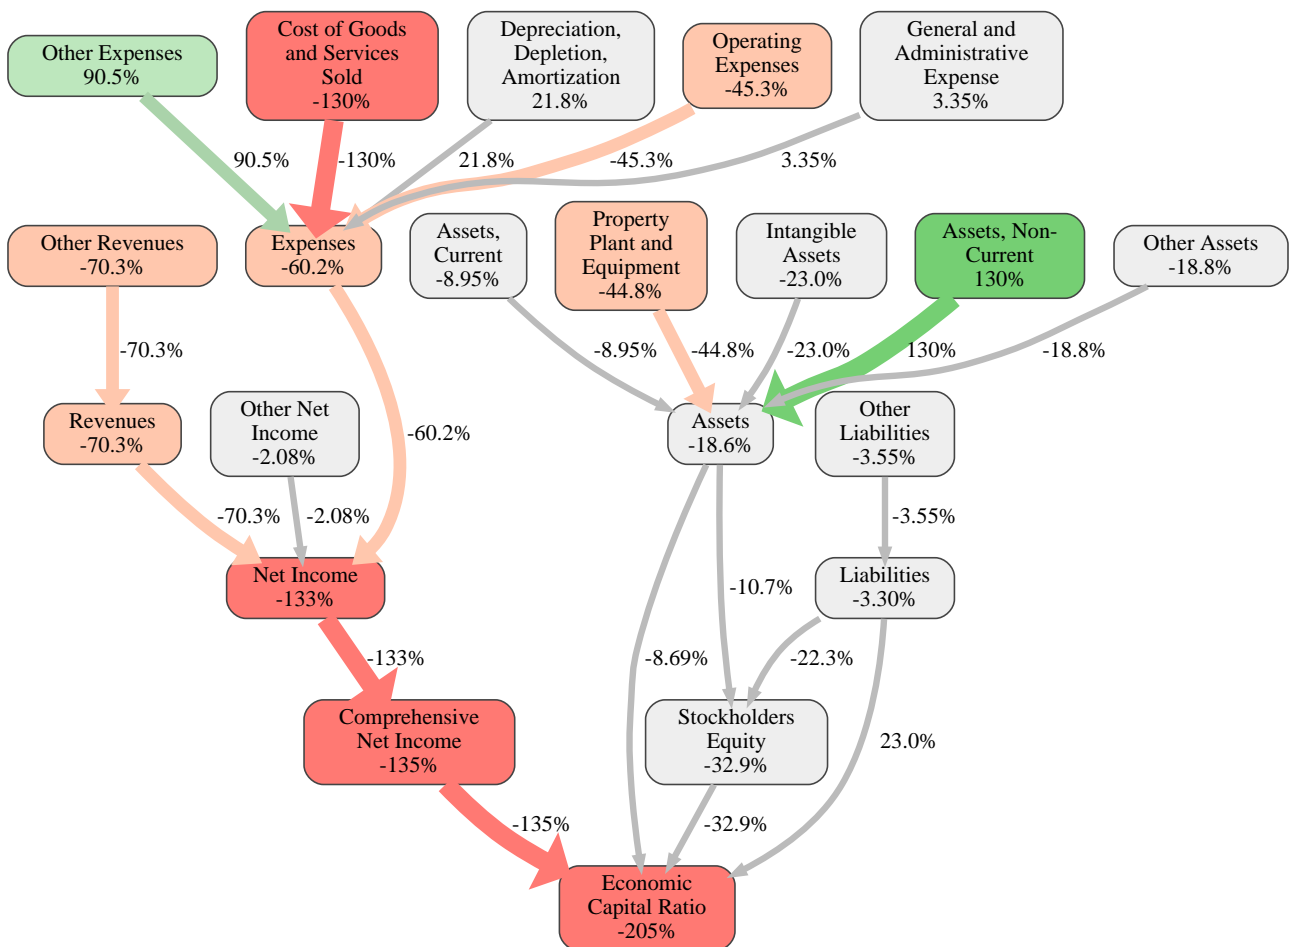 Other Expenses
90.5%
Cost of Goods
and Services
Sold
-130%
Depreciation,
Depletion,
Amortization
21.8%
Operating
Expenses
-45.3%
General and
Administrative
Expense
3.35%
90.5%
-130%
21.8%
-45.3%
3.35%
Other Revenues
-70.3%
Expenses
-60.2%
Assets,
Current
-8.95%
Property
Plant and
Equipment
-44.8%
Intangible
Assets
-23.0%
Assets, Non-
Current
130%
Other Assets
-18.8%
-70.3%
-8.95%
-44.8%
-23.0%
130%
-18.8%
Revenues
-70.3%
Other Net
Income
-2.08%
-60.2%
Assets
-18.6%
Other
Liabilities
-3.55%
-70.3%
-2.08%
-3.55%
Net Income
-133%
-10.7%
Liabilities
-3.30%
-133%
-8.69%
-22.3%
Comprehensive
Net Income
-135%
Stockholders
Equity
-32.9%
23.0%
-135%
-32.9%
Economic
Capital Ratio
-205%